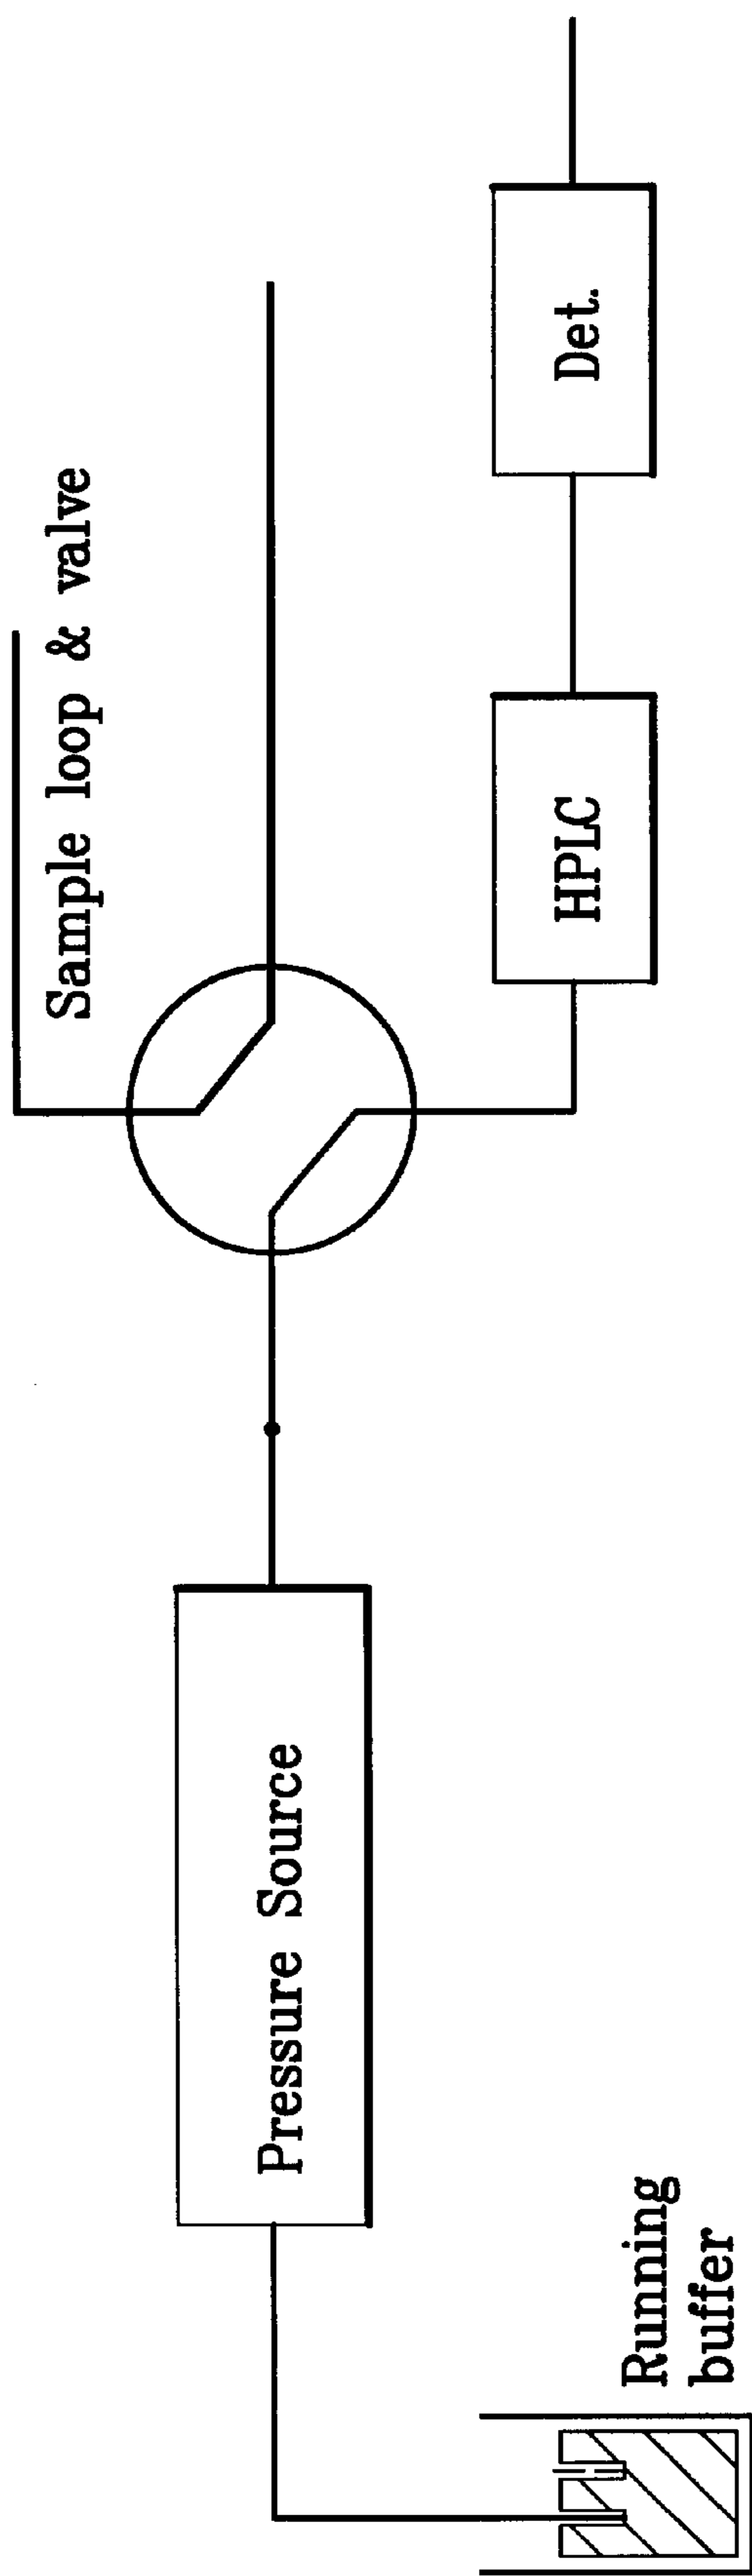 Sample loop & valve
Pressure Source
HPLC
Det.
Running
buffer